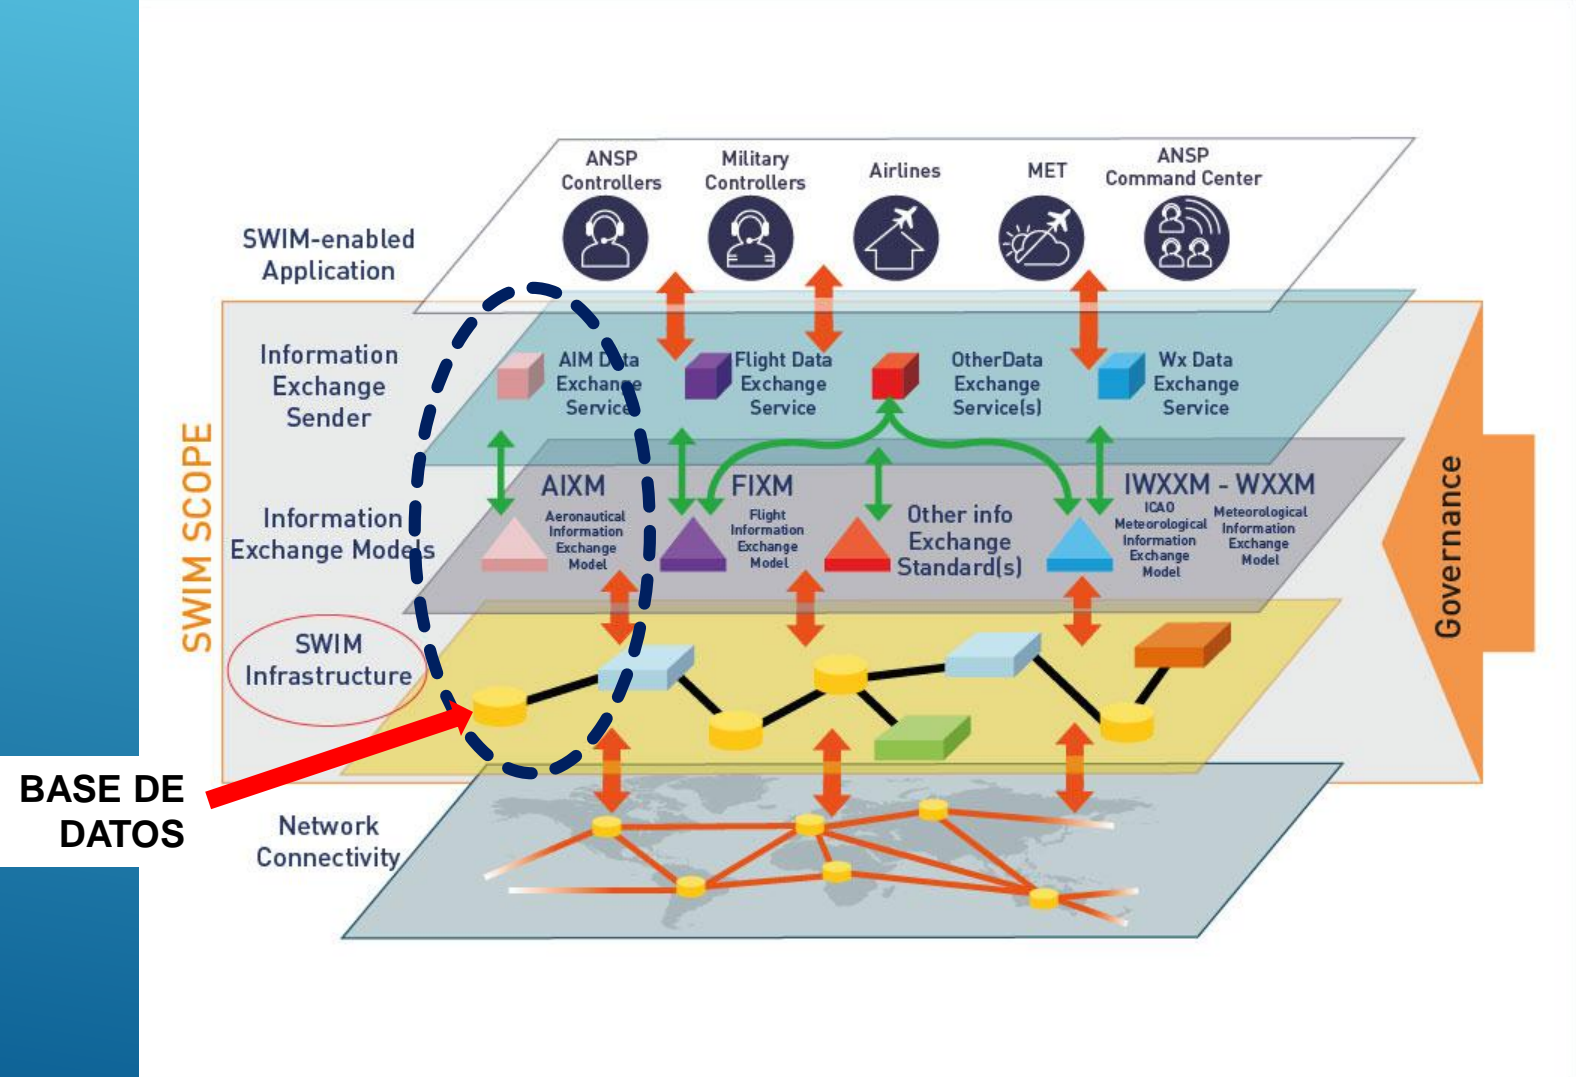 ANSP
Controllers
Military
Controllers
Airlines
MET
ANSP
Command Center
SWIM-enabled
Application
Information
Exchange
Sender
AIM Data
Exchange
Service
Flight Data
Exchange
Service
OtherData
Exchange
Service(s)
Wx Data
Exchange
Service
SWIM SCOPE
Information
Exchange Models
AIXM
Aeronautical
Information
Exchange
Model
FIXM
Flight
Information
Exchange
Model
Other info
Exchange
Standard(s)
IWXXM - WXXM
ICAO
Meteorological
Information
Exchange
Model
Meteorological
Information
Exchange
Model
Governance
SWIM
Infrastructure
BASE DE
DATOS
Network
Connectivity